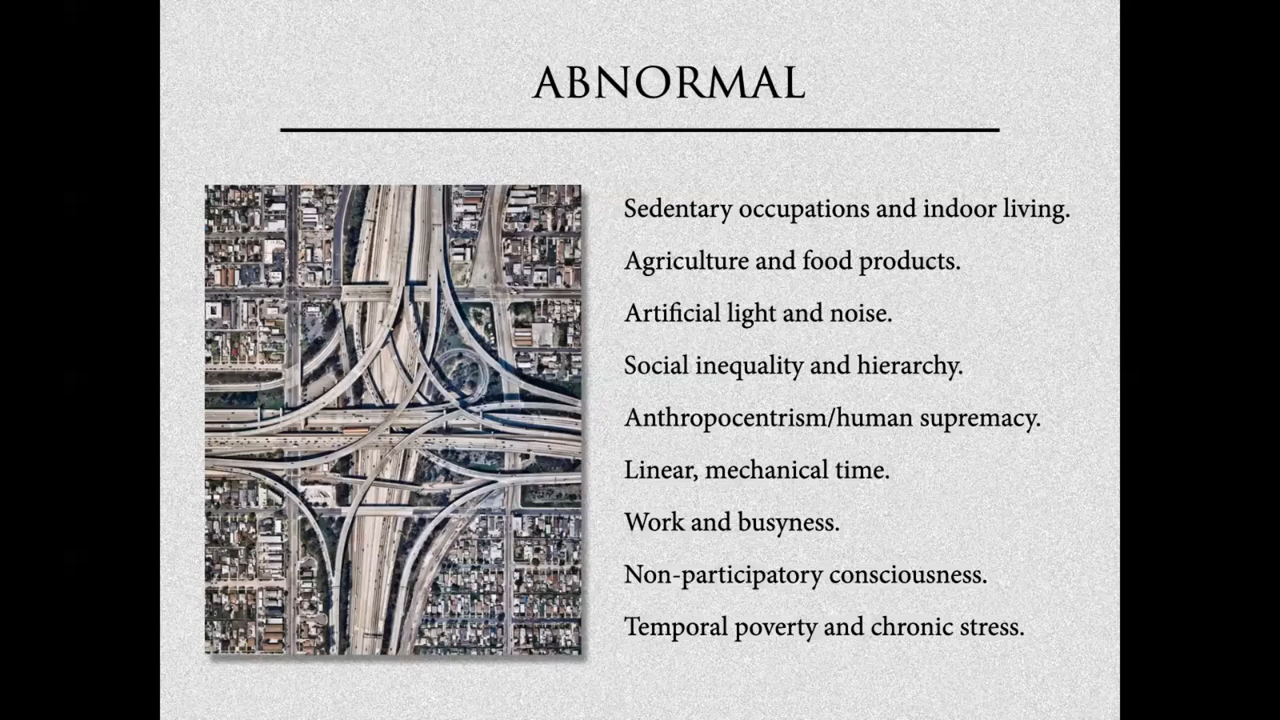 ABNORMAL
Sedentary occupations and indoor living.
Agriculture and food products.
Artificial light and noise.
Social inequality and hierarchy.
Anthropocentrism/human supremacy.
Linear, mechanical time.
Work and busyness.
Non-participatory consciousness.
Temporal poverty and chronic stress.